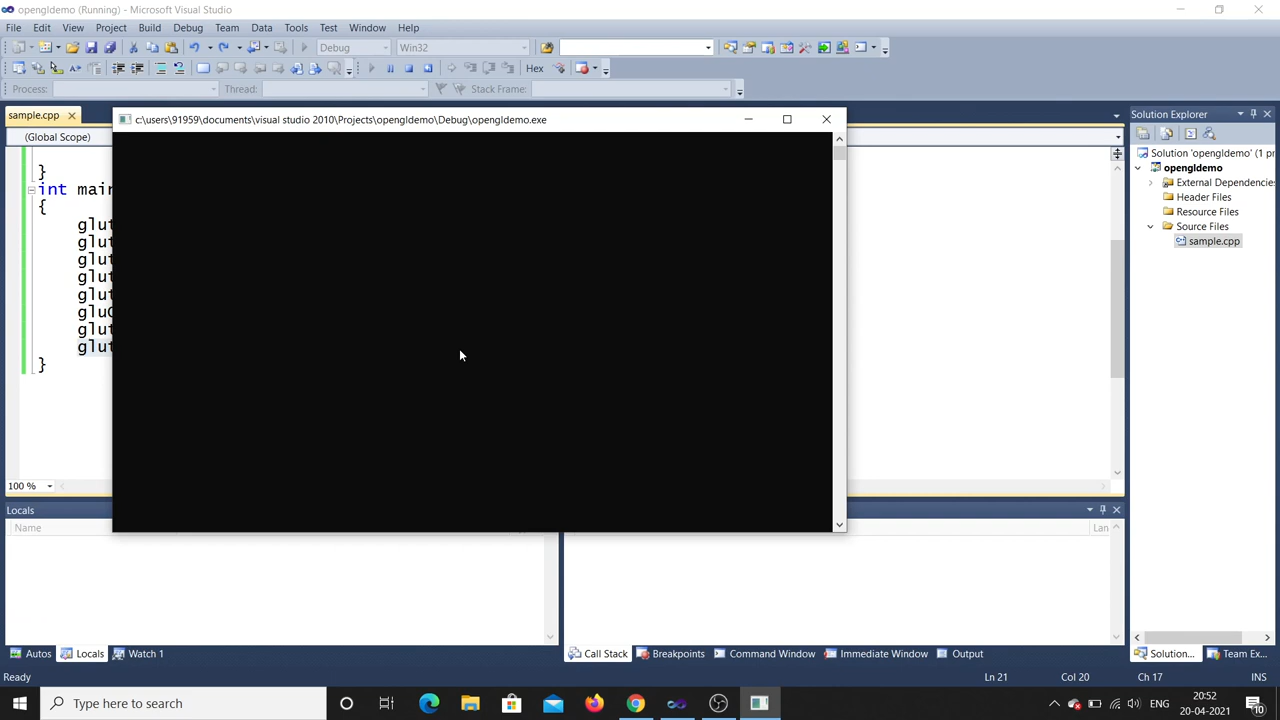 opengldemo (Running) - Microsoft Visual Studio
File Edit View Project Build Debug Team Data Tools Test Window Help
Debug Win32
Hex
Process: Thread: Stack Frame:
sample.cpp
c:\users\91959\documents\visual studio 2010\Projects\opengldemo\Debug\opengldemo.exe
Solution Explorer
(Global Scope)
Solution 'opengldemo' (1 pr
opengldemo
External Dependencies
Header Files
Resource Files
Source Files
sample.cpp
}
int main
{
glut
glut
glut
glut
glut
gluO
glut
glut
}
100 %
Locals
Name
Lan
Autos Locals Watch 1
Call Stack Breakpoints Command Window Immediate Window Output
Solution... Team Ex...
Ready Ln 21 Col 20 Ch 17 INS
Type here to search
ENG
20:52
20-04-2021